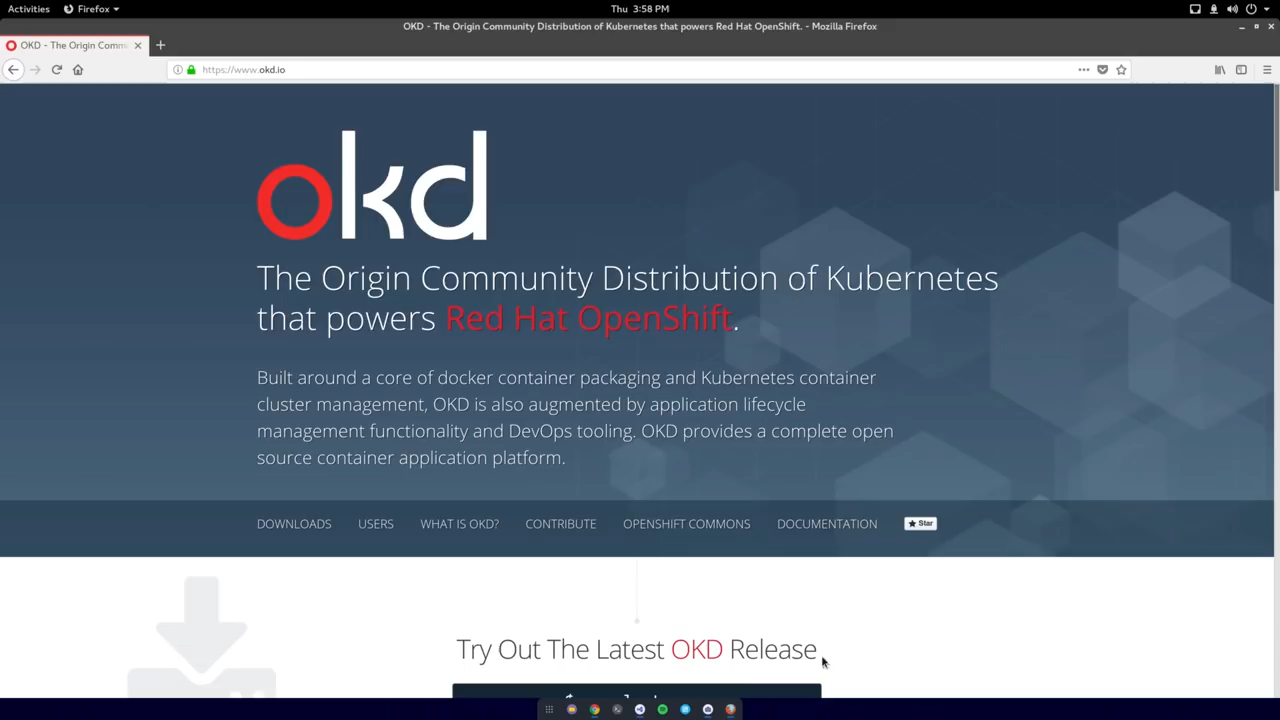 Activities Firefox Thu 3:58 PM
OKD - The Origin Community Distribution of Kubernetes that powers Red Hat OpenShift. - Mozilla Firefox
OKD - The Origin Comm
https://www.okd.io
okd
The Origin Community Distribution of Kubernetes
that powers Red Hat OpenShift.
Built around a core of docker container packaging and Kubernetes container
cluster management, OKD is also augmented by application lifecycle
management functionality and DevOps tooling. OKD provides a complete open
source container application platform.
DOWNLOADS USERS WHAT IS OKD? CONTRIBUTE OPENSHIFT COMMONS DOCUMENTATION Star
Try Out The Latest OKD Release